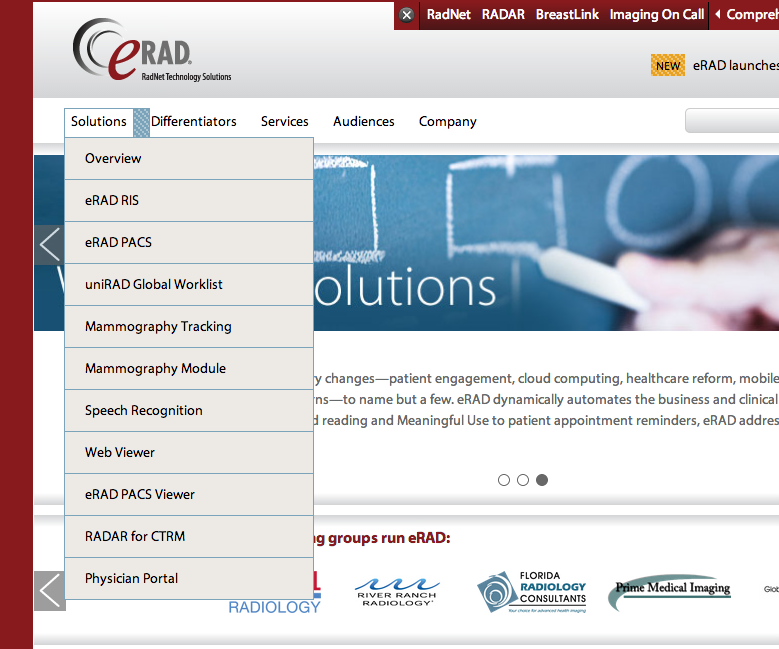 RadNet RADAR BreastLink Imaging On Call
eRAD®
RadNet Technology Solutions
NEW eRAD launches
Solutions Differentiators Services Audiences Company
Overview
eRAD RIS
eRAD PACS
uniRAD Global Worklist
Mammography Tracking
Mammography Module
Speech Recognition
Web Viewer
eRAD PACS Viewer
RADAR for CTRM
Physician Portal
olutions
y changes—patient engagement, cloud computing, healthcare reform, mobile
ns—to name but a few. eRAD dynamically automates the business and clinical
d reading and Meaningful Use to patient appointment reminders, eRAD addres
ng groups run eRAD:
L
RADIOLOGY
RIVER RANCH
RADIOLOGY
FLORIDA
RADIOLOGY
CONSULTANTS
Your choice for advanced health imaging
Prime Medical Imaging
Glob